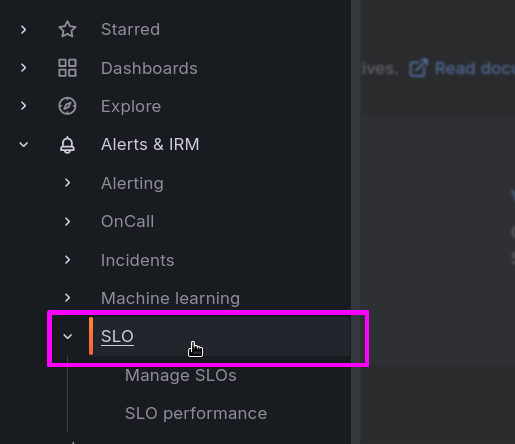 Starred
Dashboards
ives. Read docu
Explore
Alerts & IRM
Alerting
OnCall
Incidents
Machine learning
SLO
Manage SLOs
SLO performance